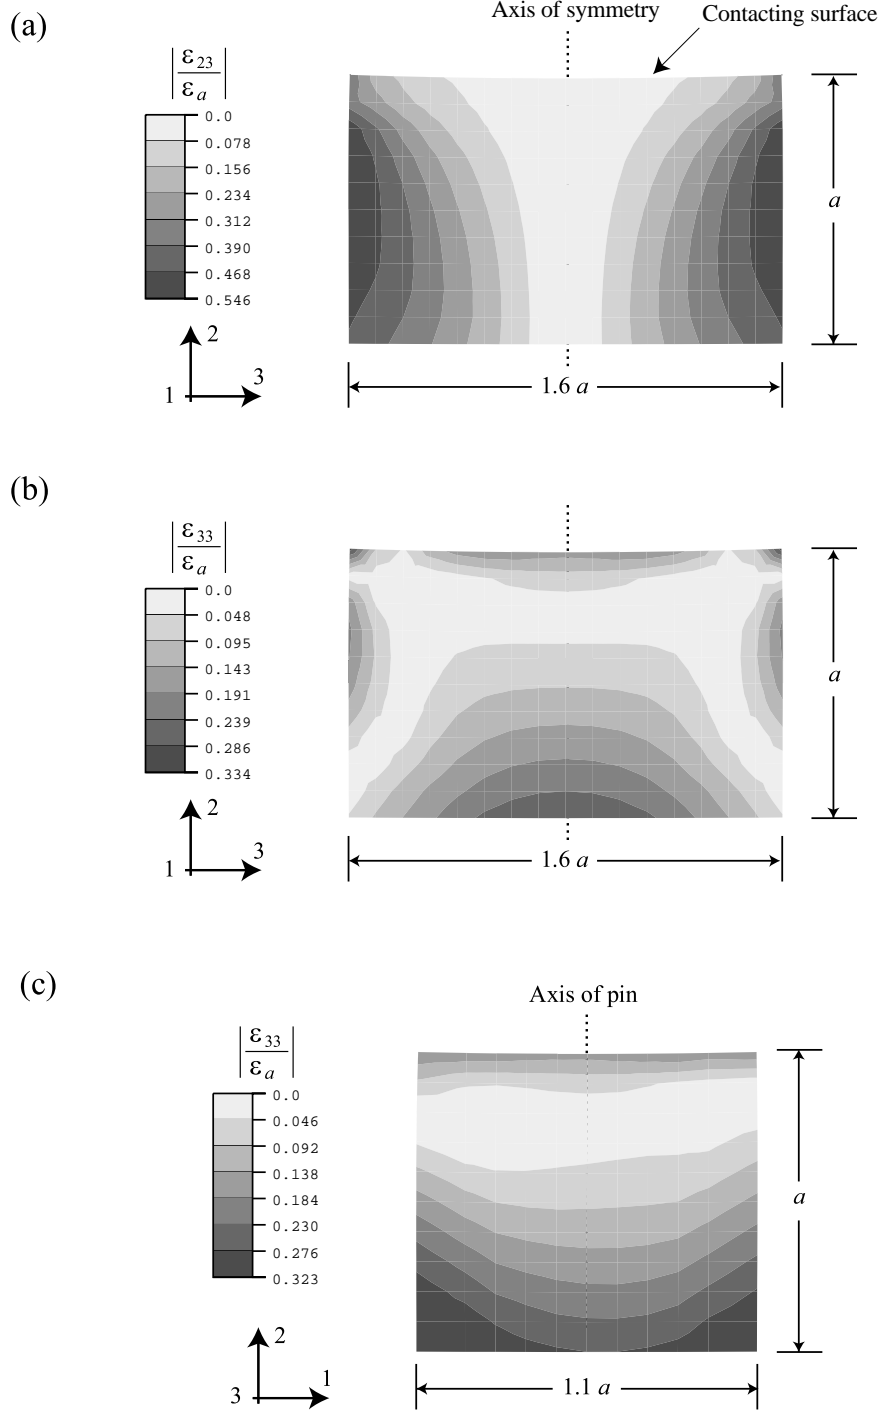 (a)
Axis of symmetry
Contacting surface
|ε23/εa|
0.0
0.078
0.156
0.234
0.312
0.390
0.468
0.546
a
2
3
1
1.6 a
(b)
|ε33/εa|
0.0
0.048
0.095
0.143
0.191
0.239
0.286
0.334
a
2
3
1
1.6 a
(c)
Axis of pin
|ε33/εa|
0.0
0.046
0.092
0.138
0.184
0.230
0.276
0.323
a
2
1
3
1.1 a